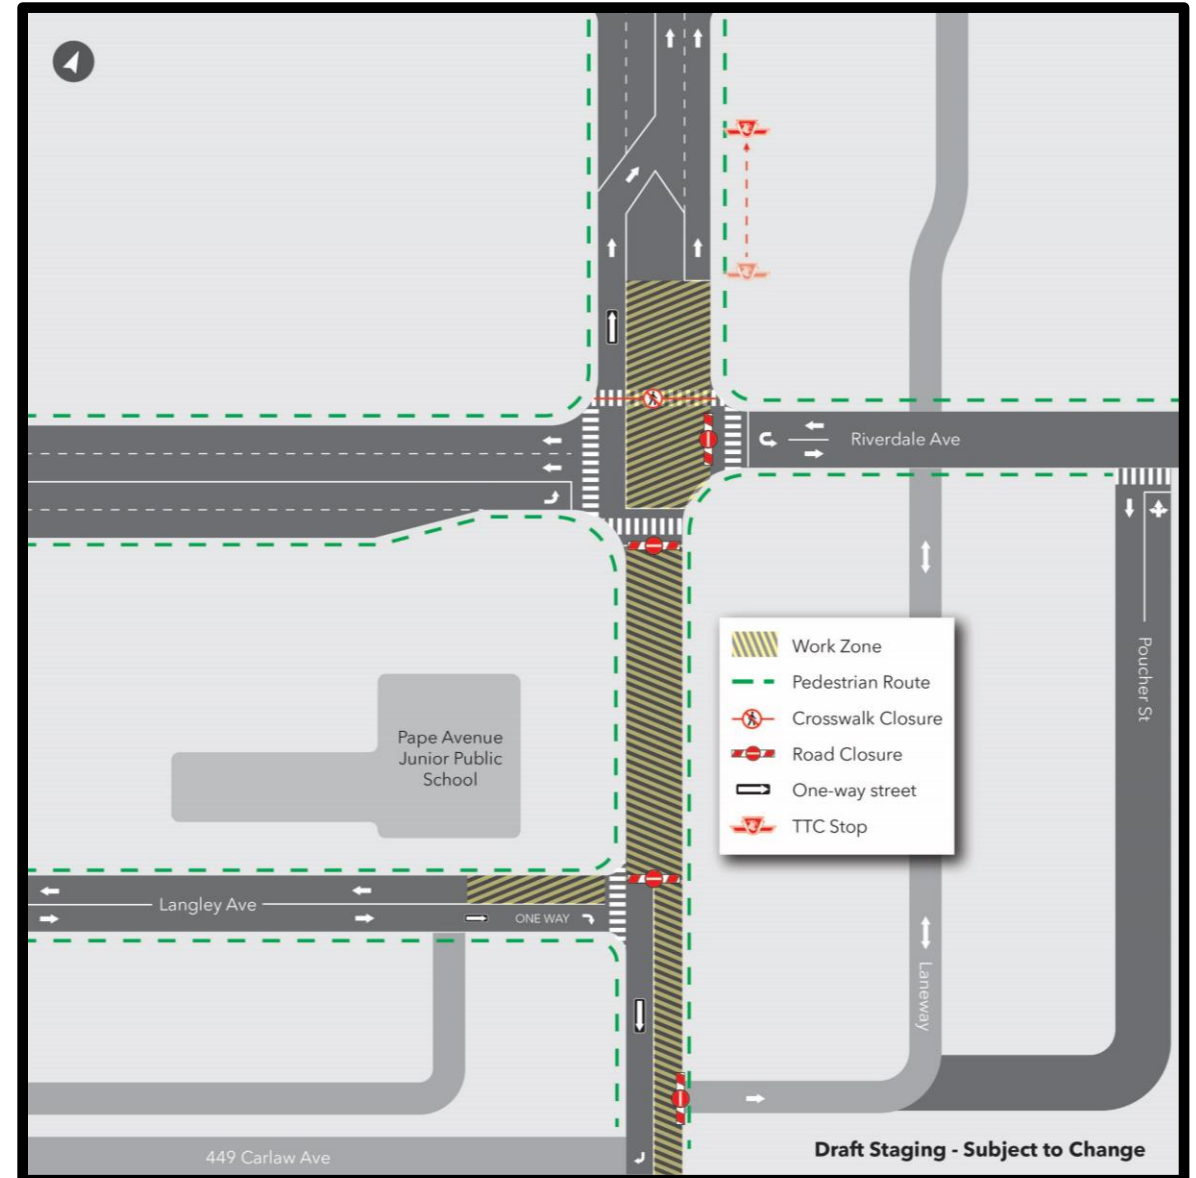 Riverdale Ave
Work Zone
Pedestrian Route
Crosswalk Closure
Road Closure
One-way street
TTC Stop
Poucher St
Pape Avenue
Junior Public
School
Langley Ave
ONE WAY
Laneway
449 Carlaw Ave
Draft Staging - Subject to Change